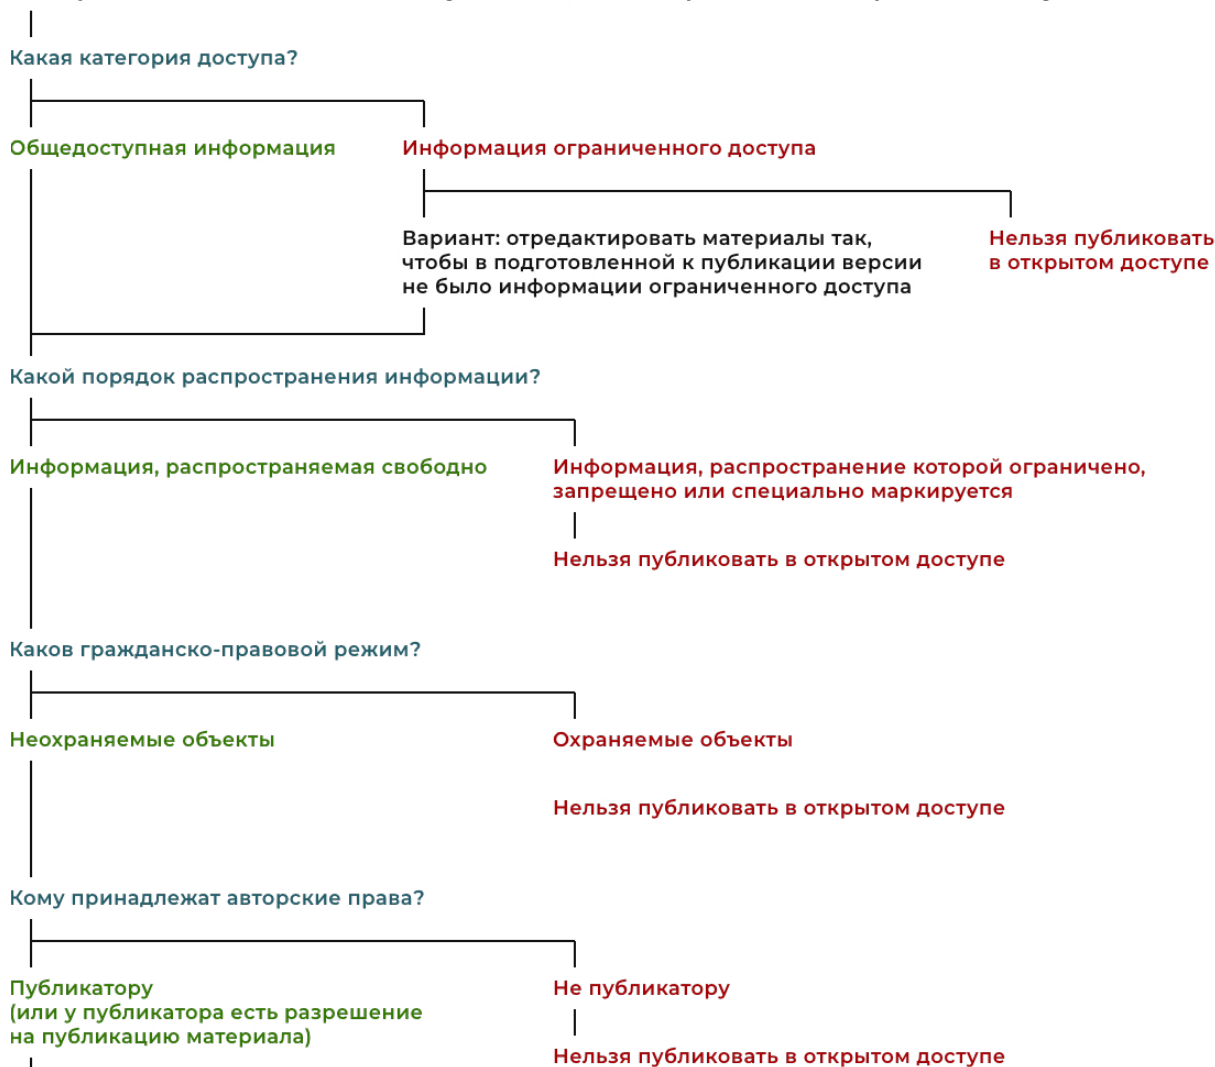 Какая категория доступа?
Общедоступная информация
Информация ограниченного доступа
Вариант: отредактировать материалы так,
чтобы в подготовленной к публикации версии
не было информации ограниченного доступа
Нельзя публиковать
в открытом доступе
Какой порядок распространения информации?
Информация, распространяемая свободно
Информация, распространение которой ограничено,
запрещено или специально маркируется
Нельзя публиковать в открытом доступе
Каков гражданско-правовой режим?
Неохраняемые объекты
Охраняемые объекты
Нельзя публиковать в открытом доступе
Кому принадлежат авторские права?
Публикатору
(или у публикатора есть разрешение
на публикацию материала)
Не публикатору
Нельзя публиковать в открытом доступе